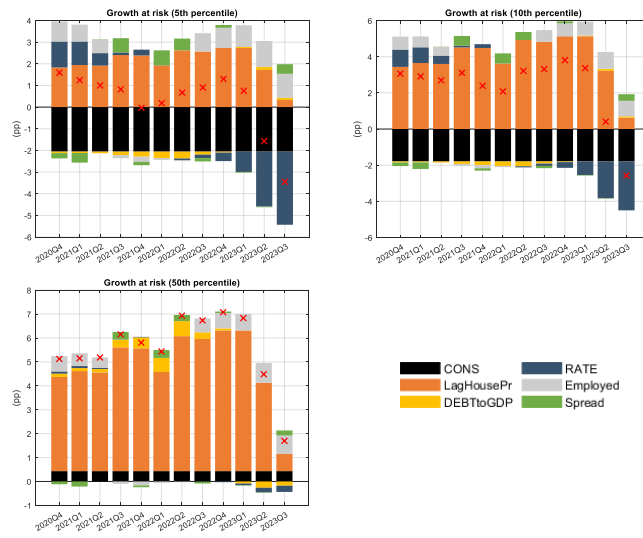 Growth at risk (5th percentile)
4
3
2
1
0
-1
-2
-3
-4
-5
-6
(pp)
2020Q4
2021Q1
2021Q2
2021Q3
2021Q4
2022Q1
2022Q2
2022Q3
2022Q4
2023Q1
2023Q2
2023Q3
Growth at risk (10th percentile)
6
4
2
0
-2
-4
-6
(pp)
2020Q4
2021Q1
2021Q2
2021Q3
2021Q4
2022Q1
2022Q2
2022Q3
2022Q4
2023Q1
2023Q2
2023Q3
Growth at risk (50th percentile)
8
7
6
5
4
3
2
1
0
-1
(pp)
2020Q4
2021Q1
2021Q2
2021Q3
2021Q4
2022Q1
2022Q2
2022Q3
2022Q4
2023Q1
2023Q2
2023Q3
CONS
RATE
LagHousePr
Employed
DEBTtoGDP
Spread